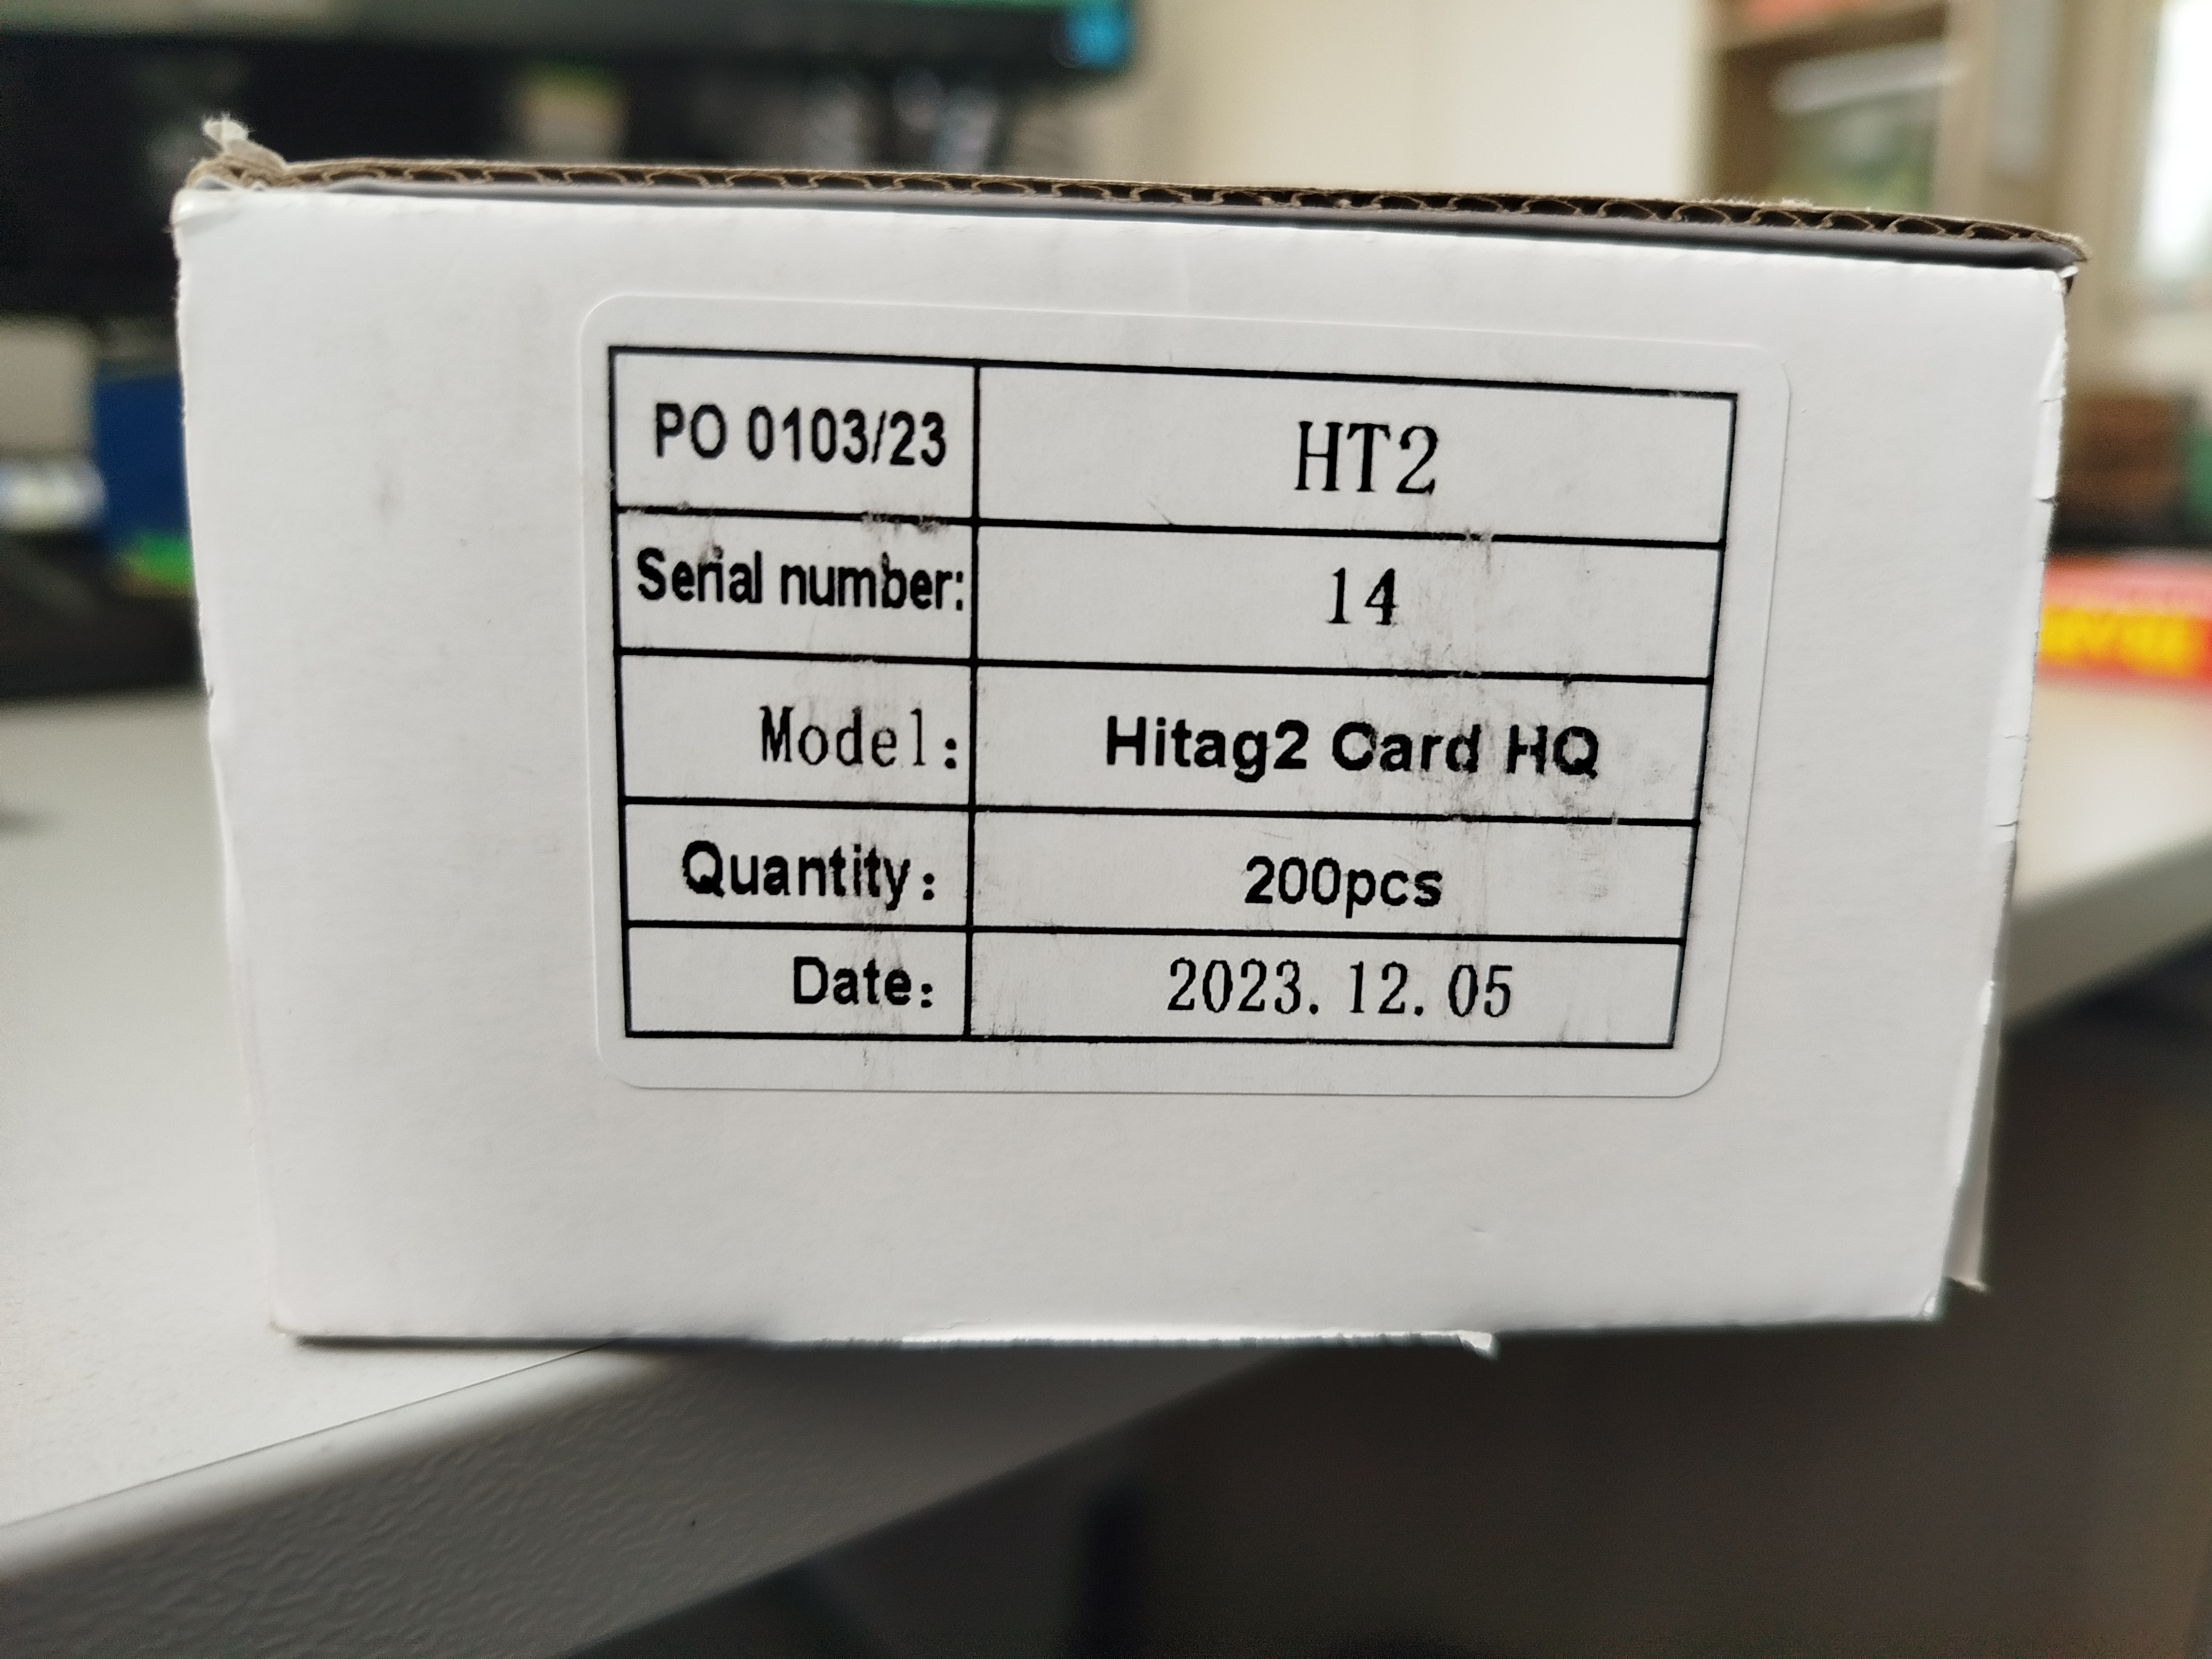 PO 0103/23 HT2
Serial number: 14
Model: Hitag2 Card HQ
Quantity: 200pcs
Date: 2023.12.05